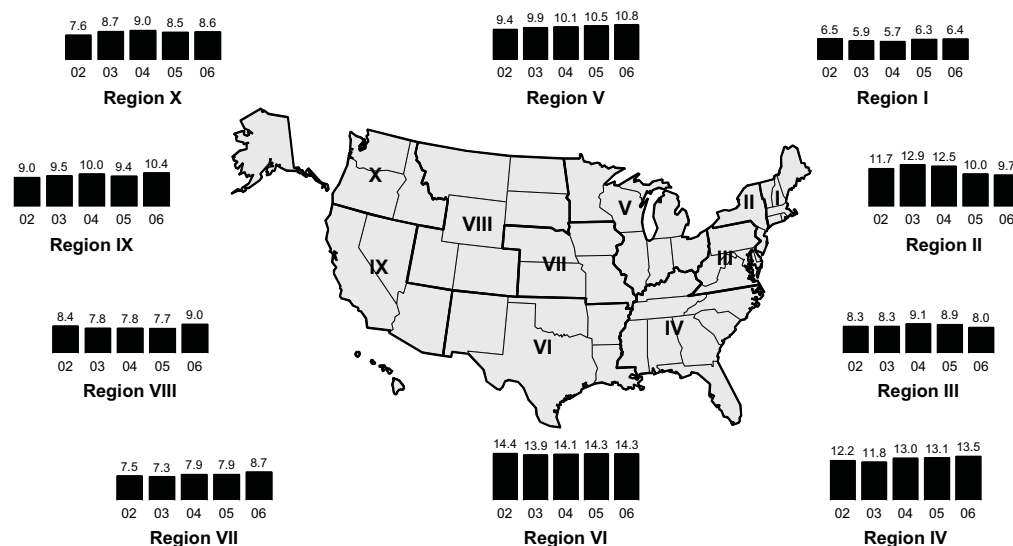 7.6 8.7 9.0 8.5 8.6
02 03 04 05 06
Region X
9.4 9.9 10.1 10.5 10.8
02 03 04 05 06
Region V
6.5 5.9 5.7 6.3 6.4
02 03 04 05 06
Region I
9.0 9.5 10.0 9.4 10.4
02 03 04 05 06
Region IX
11.7 12.9 12.5 10.0 9.7
02 03 04 05 06
Region II
8.4 7.8 7.8 7.7 9.0
02 03 04 05 06
Region VIII
8.3 8.3 9.1 8.9 8.0
02 03 04 05 06
Region III
7.5 7.3 7.9 7.9 8.7
02 03 04 05 06
Region VII
14.4 13.9 14.1 14.3 14.3
02 03 04 05 06
Region VI
12.2 11.8 13.0 13.1 13.5
02 03 04 05 06
Region IV
X
VIII
V
II
I
IX
VII
III
VI
IV